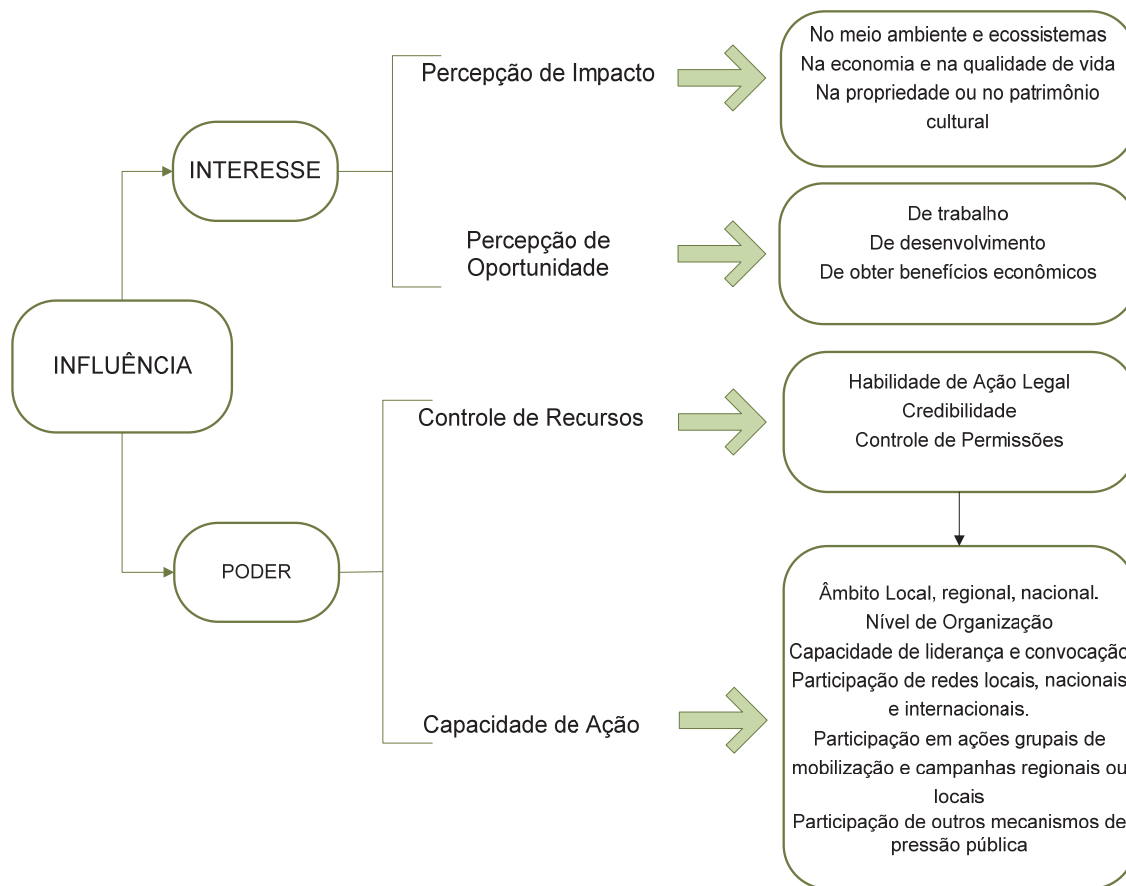 No meio ambiente e ecossistemas
Na economia e na qualidade de vida
Na propriedade ou no patrimônio
cultural
Percepção de Impacto
INTERESSE
Percepção de
Oportunidade
De trabalho
De desenvolvimento
De obter benefícios econômicos
INFLUÊNCIA
Controle de Recursos
Habilidade de Ação Legal
Credibilidade
Controle de Permissões
PODER
Capacidade de Ação
Âmbito Local, regional, nacional.
Nível de Organização
Capacidade de liderança e convocação
Participação de redes locais, nacionais
e internacionais.
Participação em ações grupais de
mobilização e campanhas regionais ou
locais
Participação de outros mecanismos de
pressão pública